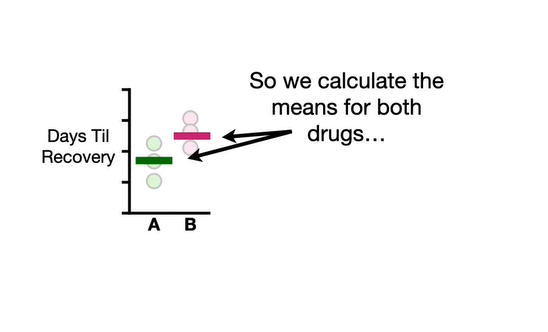 So we calculate the
means for both
drugs...
Days Til
Recovery
A B